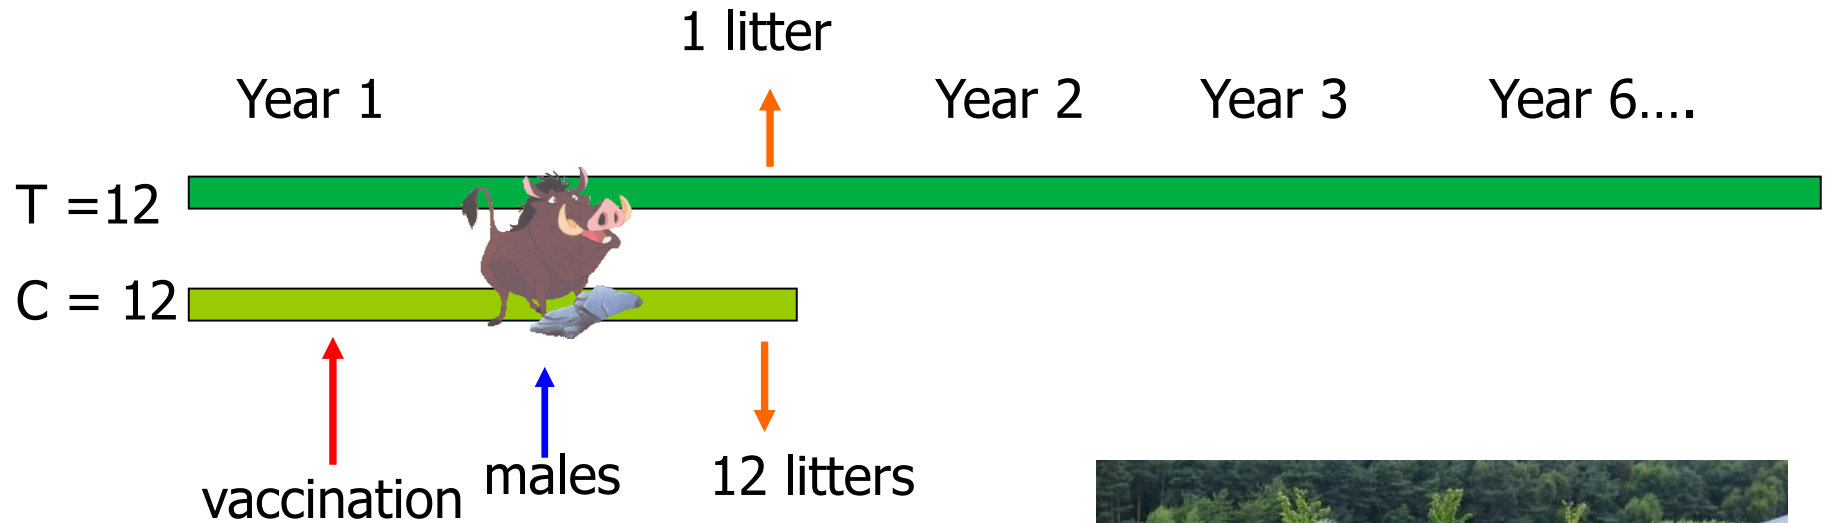 1 litter
Year 1 Year 2 Year 3 Year 6....
T =12
C = 12
vaccination males 12 litters